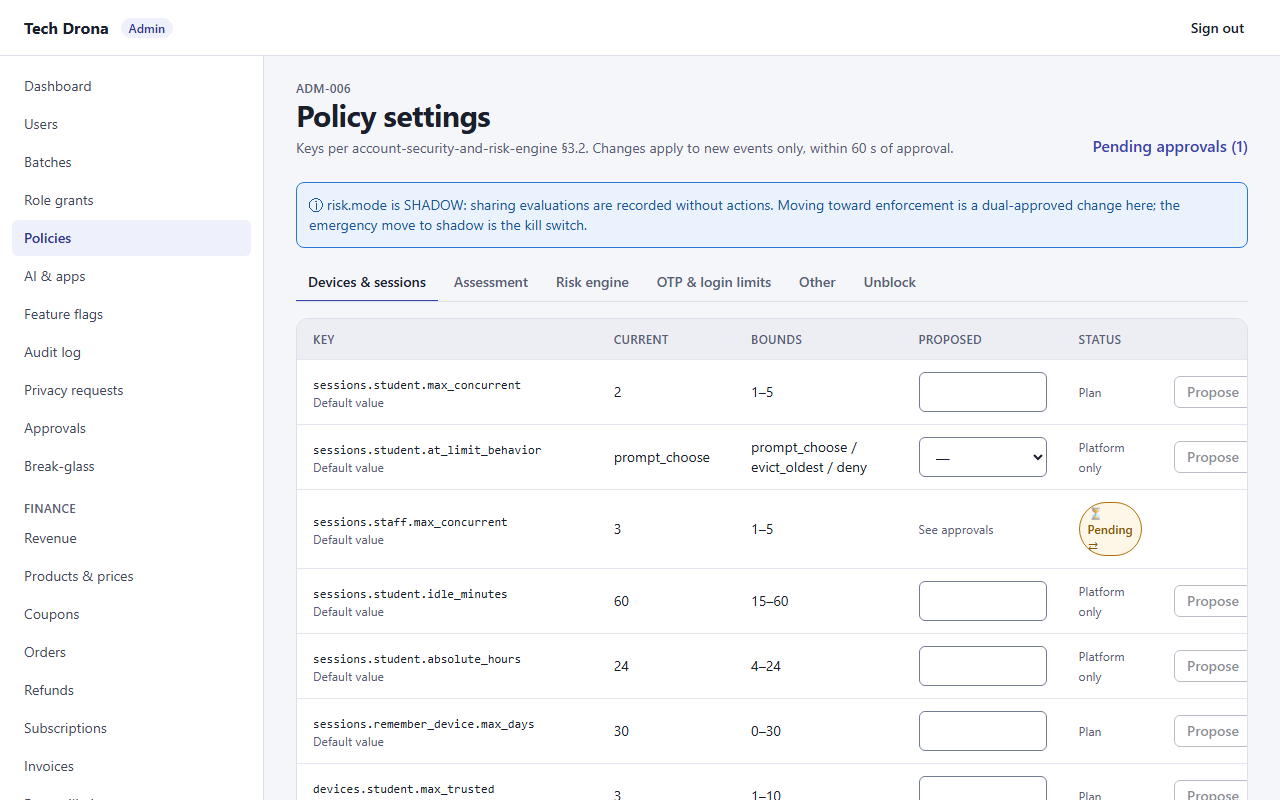 Tech Drona Admin Sign out
Dashboard
Users
Batches
Role grants
Policies
AI & apps
Feature flags
Audit log
Privacy requests
Approvals
Break-glass
FINANCE
Revenue
Products & prices
Coupons
Orders
Refunds
Subscriptions
Invoices
ADM-006
Policy settings
Keys per account-security-and-risk-engine §3.2. Changes apply to new events only, within 60 s of approval.
Pending approvals (1)
ⓘ risk.mode is SHADOW: sharing evaluations are recorded without actions. Moving toward enforcement is a dual-approved change here; the
emergency move to shadow is the kill switch.
Devices & sessions Assessment Risk engine OTP & login limits Other Unblock
KEY CURRENT BOUNDS PROPOSED STATUS
sessions.student.max_concurrent
Default value
2 1–5 Plan Propose
sessions.student.at_limit_behavior
Default value
prompt_choose
prompt_choose /
evict_oldest / deny
—
Platform
only
Propose
sessions.staff.max_concurrent
Default value
3 1–5 See approvals
⏳
Pending
⇄
sessions.student.idle_minutes
Default value
60 15–60
Platform
only
Propose
sessions.student.absolute_hours
Default value
24 4–24
Platform
only
Propose
sessions.remember_device.max_days
Default value
30 0–30 Plan Propose
devices.student.max_trusted
3 1–10 Plan Propose